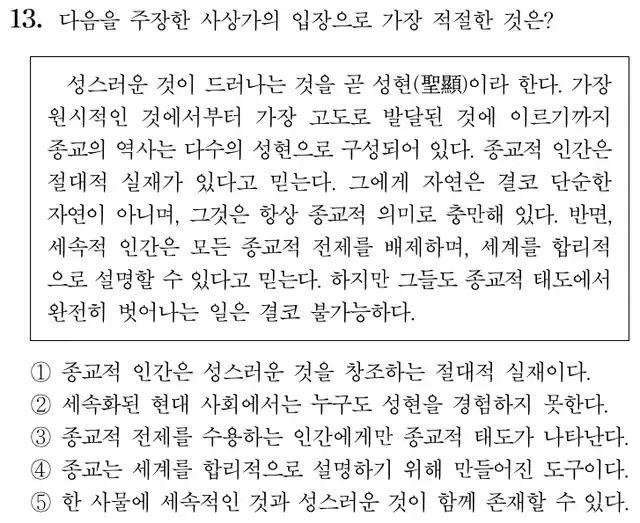 13. 다음을 주장한 사상가의 입장으로 가장 적절한 것은?
성스러운 것이 드러나는 것을 곧 성현(聖顯)이라 한다. 가장
원시적인 것에서부터 가장 고도로 발달된 것에 이르기까지
종교의 역사는 다수의 성현으로 구성되어 있다. 종교적 인간은
절대적 실재가 있다고 믿는다. 그에게 자연은 결코 단순한
자연이 아니며, 그것은 항상 종교적 의미로 충만해 있다. 반면,
세속적 인간은 모든 종교적 전제를 배제하며, 세계를 합리적
으로 설명할 수 있다고 믿는다. 하지만 그들도 종교적 태도에서
완전히 벗어나는 일은 결코 불가능하다.
① 종교적 인간은 성스러운 것을 창조하는 절대적 실재이다.
② 세속화된 현대 사회에서는 누구도 성현을 경험하지 못한다.
③ 종교적 전제를 수용하는 인간에게만 종교적 태도가 나타난다.
④ 종교는 세계를 합리적으로 설명하기 위해 만들어진 도구이다.
⑤ 한 사물에 세속적인 것과 성스러운 것이 함께 존재할 수 있다.